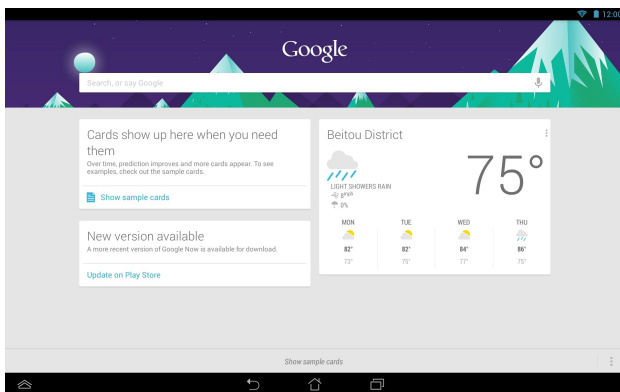 12:00
Google
Search, or say Google
Cards show up here when you need
them
Over time, prediction improves and more cards appear. To see
examples, check out the sample cards.
Show sample cards
New version available
A more recent version of Google Now is available for download.
Update on Play Store
Beitou District
75°
LIGHT SHOWERS RAIN
0%
MON TUE WED THU
82° 82° 84° 86°
73° 75° 77° 75°
Show sample cards